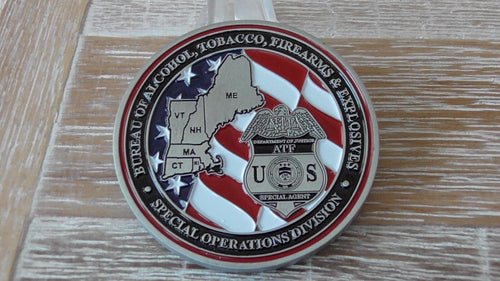 BUREAU OF ALCOHOL, TOBACCO, FIREARMS & EXPLOSIVES
SPECIAL OPERATIONS DIVISION
ME
VT
NH
MA
CT
RI
DEPARTMENT OF JUSTICE
ATF
U S
SPECIAL AGENT